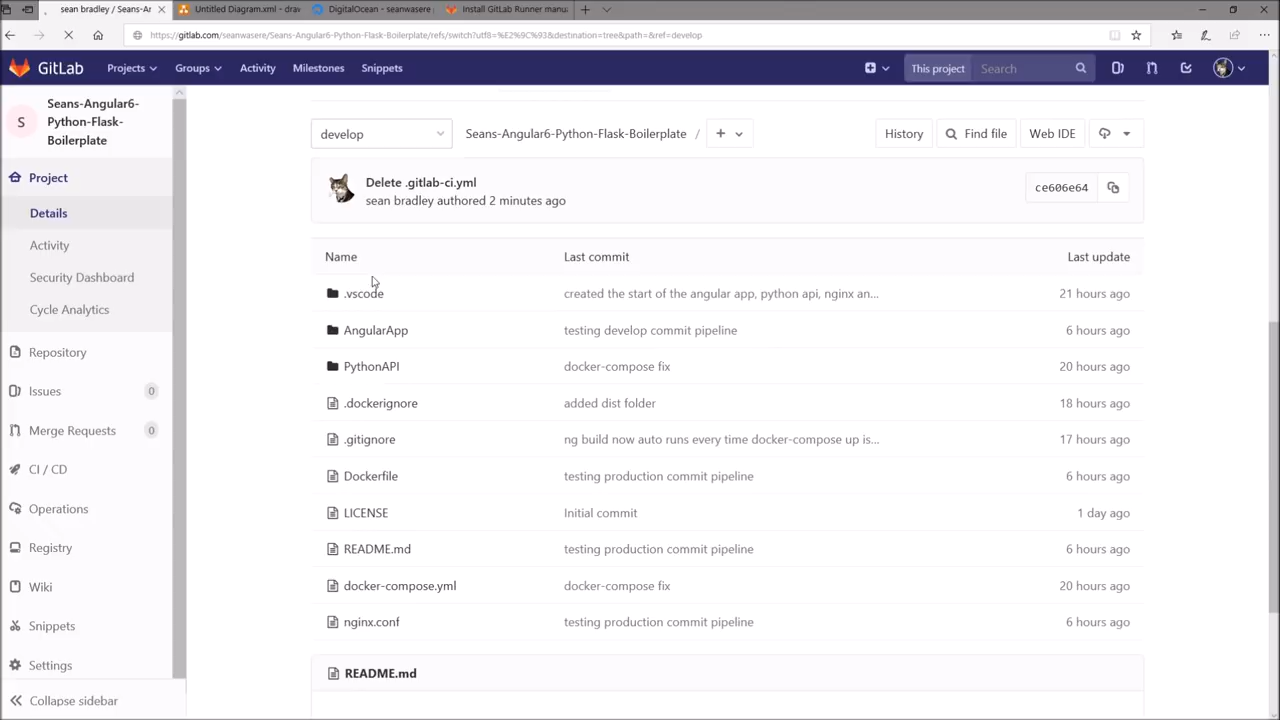 sean bradley / Seans-Ar
Untitled Diagram.xml - drav
DigitalOcean - seanwasere
Install GitLab Runner manu
https://gitlab.com/seanwasere/Seans-Angular6-Python-Flask-Boilerplate/refs/switch?utf8=%E2%9C%93&destination=tree&path=&ref=develop
GitLab
Projects
Groups
Activity
Milestones
Snippets
This project
Search
S
Seans-Angular6-
Python-Flask-
Boilerplate
Project
Details
Activity
Security Dashboard
Cycle Analytics
Repository
Issues 0
Merge Requests 0
CI / CD
Operations
Registry
Wiki
Snippets
Settings
Collapse sidebar
develop
Seans-Angular6-Python-Flask-Boilerplate /
History
Find file
Web IDE
Delete .gitlab-ci.yml
sean bradley authored 2 minutes ago
ce606e64
Name Last commit Last update
.vscode created the start of the angular app, python api, nginx an... 21 hours ago
AngularApp testing develop commit pipeline 6 hours ago
PythonAPI docker-compose fix 20 hours ago
.dockerignore added dist folder 18 hours ago
.gitignore ng build now auto runs every time docker-compose up is... 17 hours ago
Dockerfile testing production commit pipeline 6 hours ago
LICENSE Initial commit 1 day ago
README.md testing production commit pipeline 6 hours ago
docker-compose.yml docker-compose fix 20 hours ago
nginx.conf testing production commit pipeline 6 hours ago
README.md